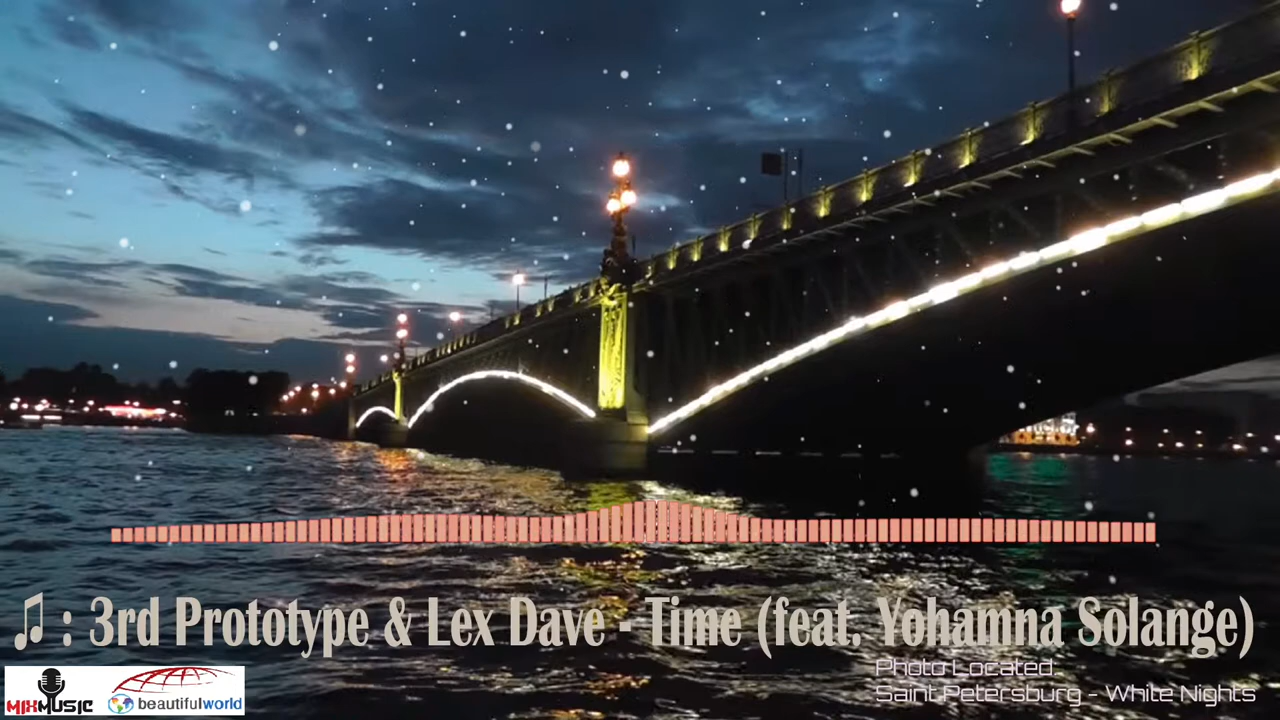 ♫ : 3rd Prototype & Lex Dave - Time (feat. Yohamna Solange)
Photo Located:
Saint Petersburg - White Nights
MIXMUSIC
beautifulworld